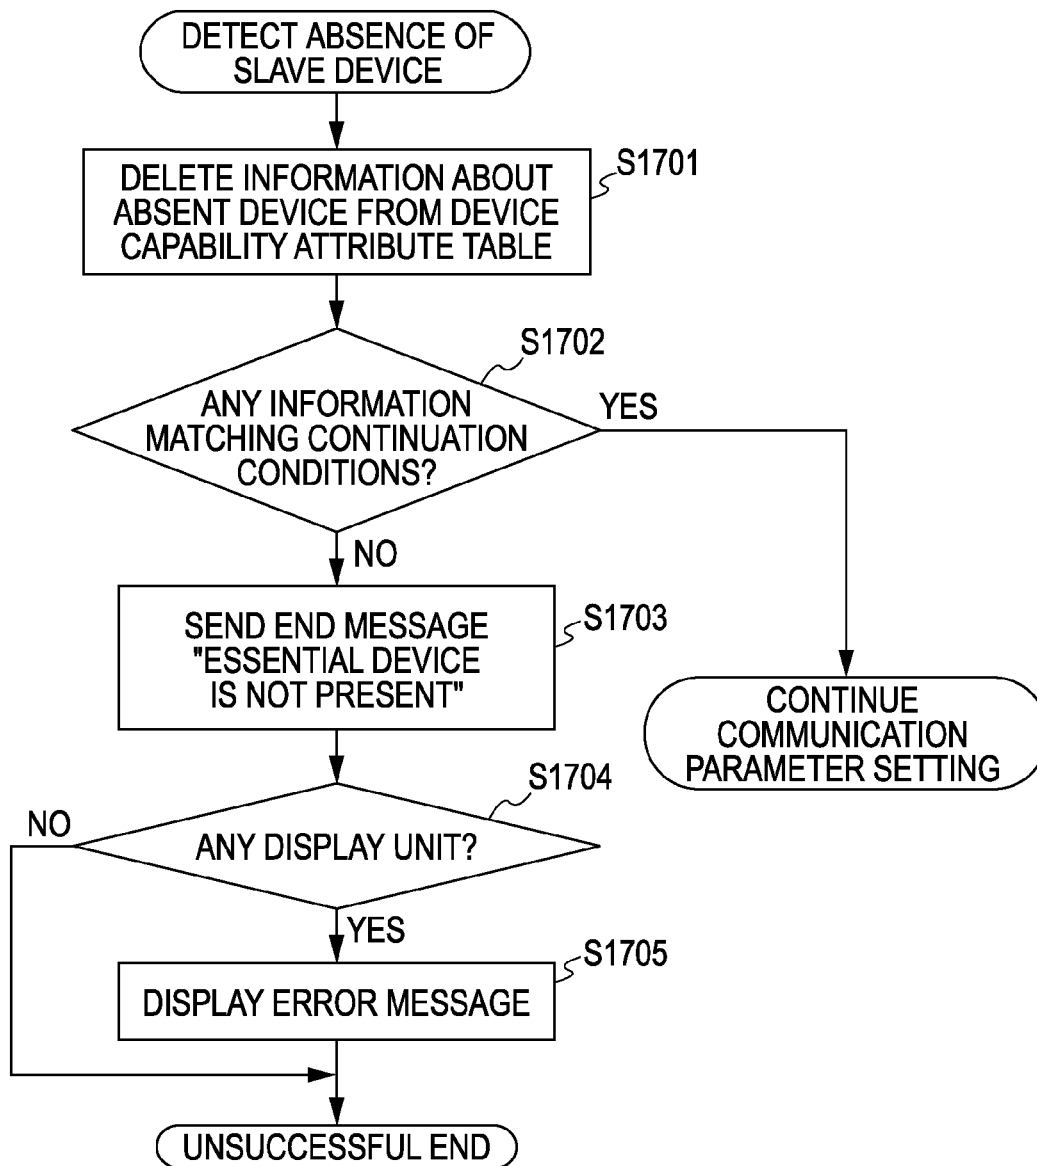 DETECT ABSENCE OF
SLAVE DEVICE
S1701
DELETE INFORMATION ABOUT
ABSENT DEVICE FROM DEVICE
CAPABILITY ATTRIBUTE TABLE
S1702
ANY INFORMATION
MATCHING CONTINUATION
CONDITIONS?
YES
NO
S1703
SEND END MESSAGE
"ESSENTIAL DEVICE
IS NOT PRESENT"
CONTINUE
COMMUNICATION
PARAMETER SETTING
S1704
NO
ANY DISPLAY UNIT?
YES
S1705
DISPLAY ERROR MESSAGE
UNSUCCESSFUL END